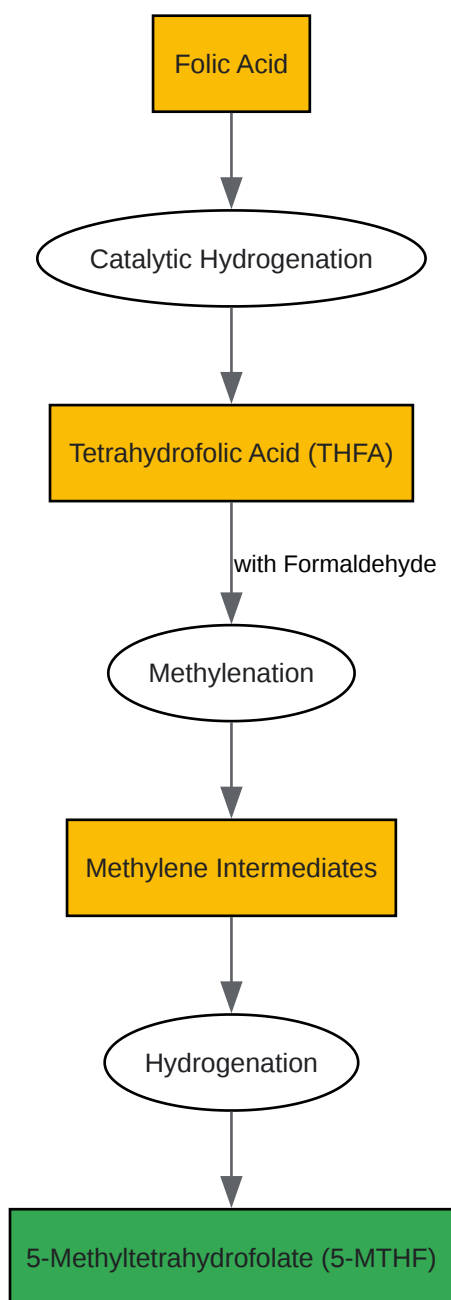 Folic Acid
Catalytic Hydrogenation
Tetrahydrofolic Acid (THFA)
with Formaldehyde
Methylenation
Methylene Intermediates
Hydrogenation
5-Methyltetrahydrofolate (5-MTHF)